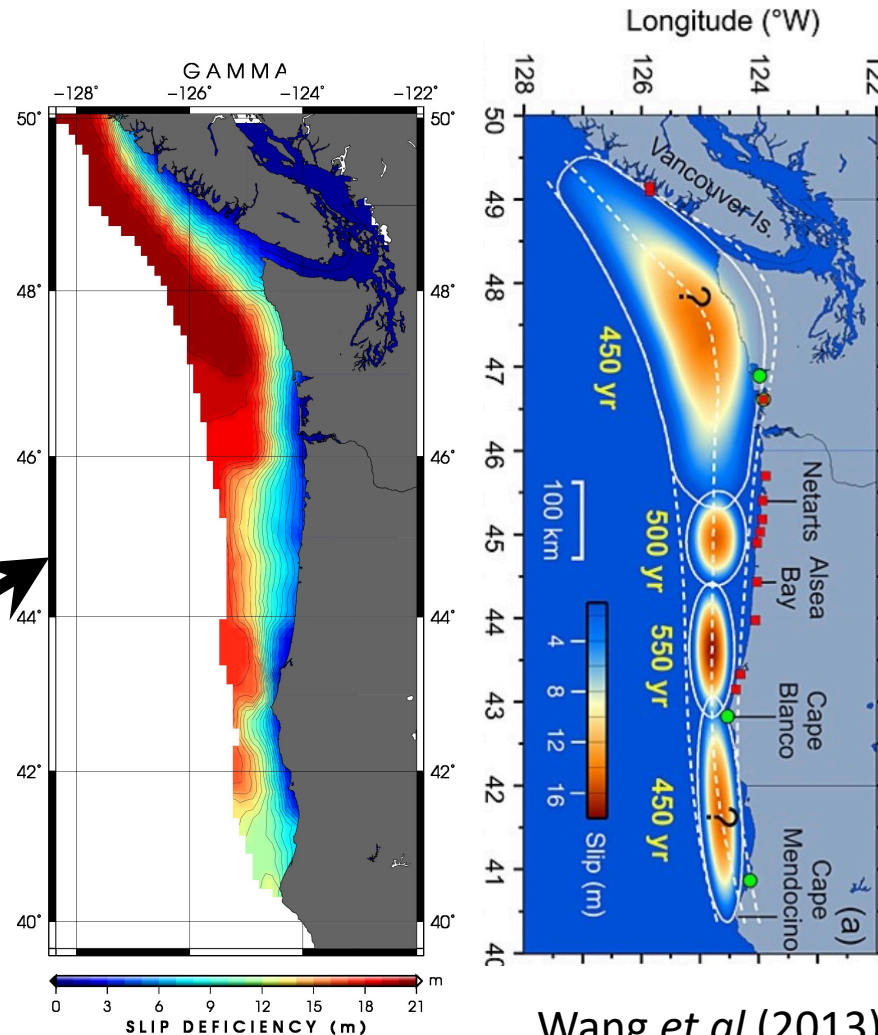 GAMMA
−128° −126° −124° −122°
50° 50°
48° 48°
46° 46°
44° 44°
42° 42°
40° 40°
m
0 3 6 9 12 15 18 21
SLIP DEFICIENCY (m)
Longitude (°W)
128 126 124 122
50
49
48
47
46
45
44
43
42
41
40
Vancouver Is.
?
450 yr
Netarts
Alsea
Bay
500 yr
100 km
550 yr
Cape
Blanco
4 8 12 16
Slip (m)
450 yr
?
Cape
Mendocino
(a)
Wang et al (2013)